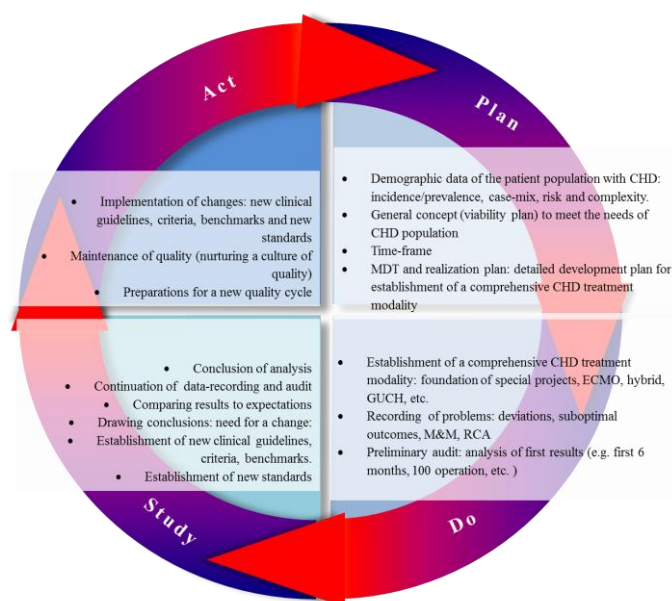 Act
Plan
• Implementation of changes: new clinical
guidelines, criteria, benchmarks and new
standards
• Maintenance of quality (nurturing a culture of
quality)
• Preparations for a new quality cycle
• Demographic data of the patient population with CHD:
incidence/prevalence, case-mix, risk and complexity.
• General concept (viability plan) to meet the needs of
CHD population
• Time-frame
• MDT and realization plan: detailed development plan for
establishment of a comprehensive CHD treatment
modality
• Conclusion of analysis
• Continuation of data-recording and audit
• Comparing results to expectations
• Drawing conclusions: need for a change:
• Establishment of new clinical guidelines,
criteria, benchmarks.
• Establishment of new standards
• Establishment of a comprehensive CHD treatment
modality: foundation of special projects, ECMO, hybrid,
GUCH, etc.
• Recording of problems: deviations, suboptimal
outcomes, M&M, RCA
• Preliminary audit: analysis of first results (e.g. first 6
months, 100 operation, etc. )
Study
Do